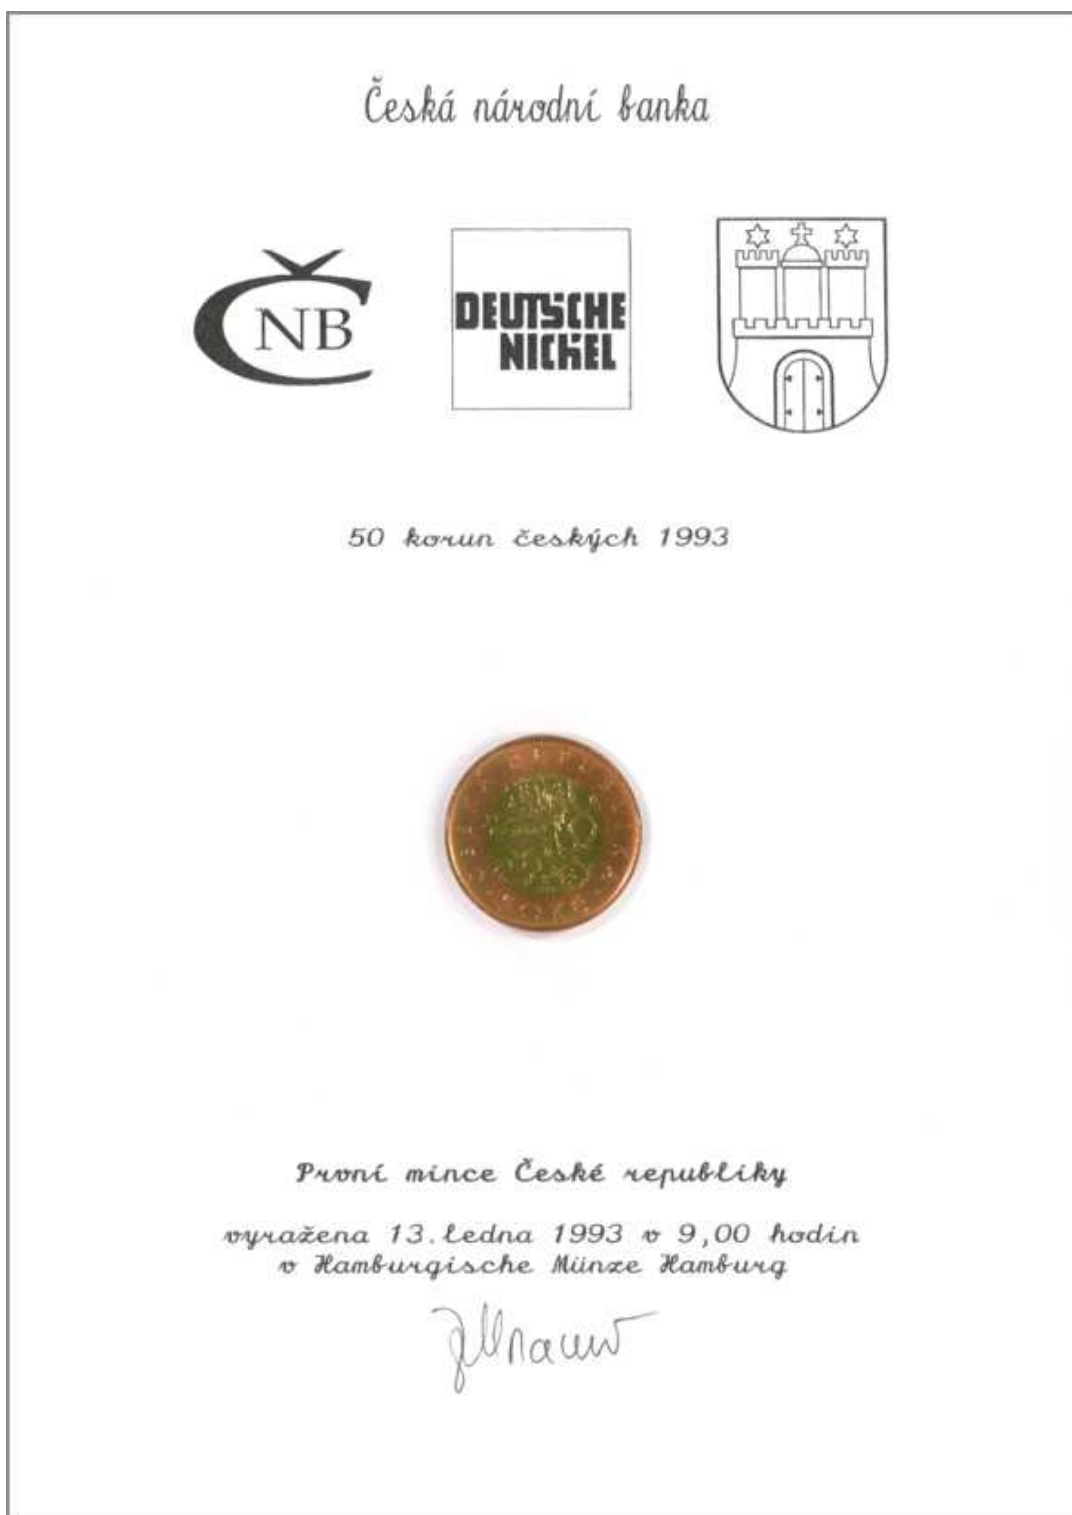 Česká národní banka
ČNB
DEUTSCHE
NICKEL
50 korun českých 1993
První mince České republiky
vyražena 13.ledna 1993 v 9,00 hodin
v Hamburgische Münze Hamburg